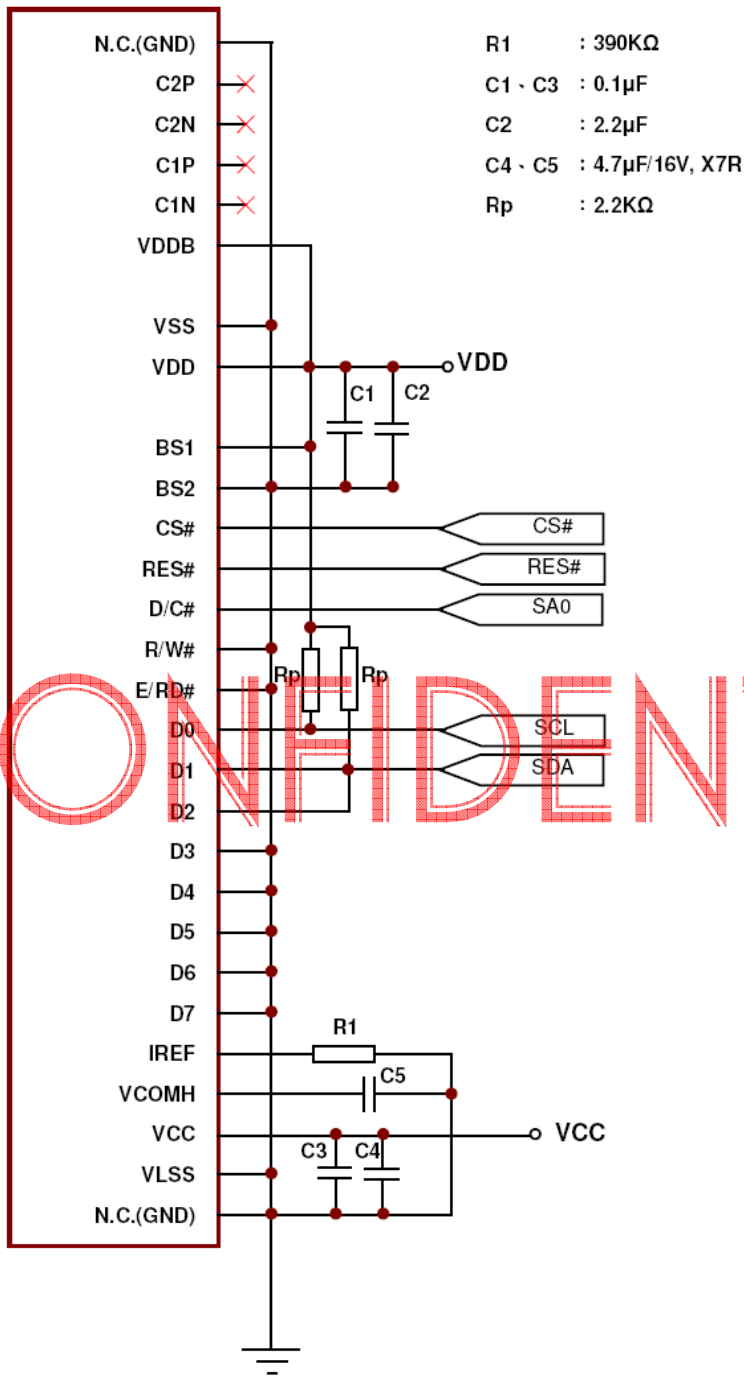 N.C.(GND)
C2P
C2N
C1P
C1N
VDDB
VSS
VDD
BS1
BS2
CS#
RES#
D/C#
R/W#
E/RD#
D0
D1
D2
D3
D4
D5
D6
D7
IREF
VCOMH
VCC
VLSS
N.C.(GND)
R1 : 390KΩ
C1、C3 : 0.1µF
C2 : 2.2µF
C4、C5 : 4.7µF/16V, X7R
Rp : 2.2KΩ
VDD
C1
C2
CS#
RES#
SA0
Rp
Rp
SCL
SDA
R1
C5
VCC
C3
C4
ONFIDEN